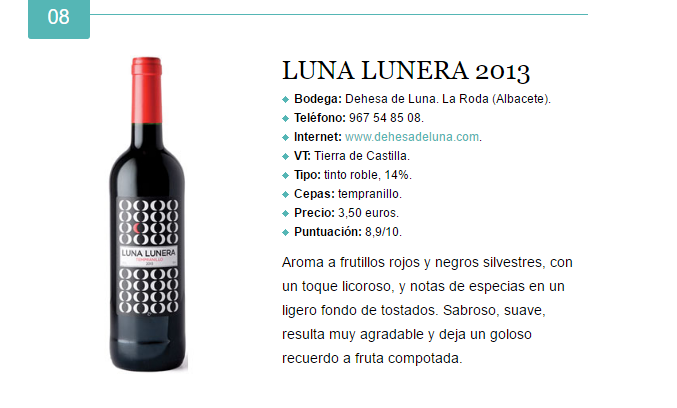 08
LUNA LUNERA 2013
Bodega: Dehesa de Luna. La Roda (Albacete).
Teléfono: 967 54 85 08.
Internet: www.dehesadeluna.com.
VT: Tierra de Castilla.
Tipo: tinto roble, 14%.
Cepas: tempranillo.
Precio: 3,50 euros.
Puntuación: 8,9/10.
Aroma a frutillos rojos y negros silvestres, con
un toque licoroso, y notas de especias en un
ligero fondo de tostados. Sabroso, suave,
resulta muy agradable y deja un goloso
recuerdo a fruta compotada.
LUNA LUNERA
TEMPRANILLO
2013